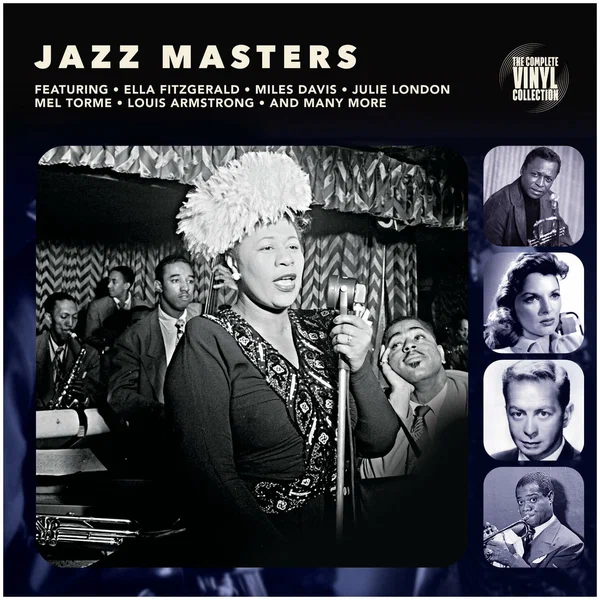 JAZZ MASTERS
FEATURING • ELLA FITZGERALD • MILES DAVIS • JULIE LONDON
MEL TORME • LOUIS ARMSTRONG • AND MANY MORE
THE COMPLETE
VINYL
COLLECTION